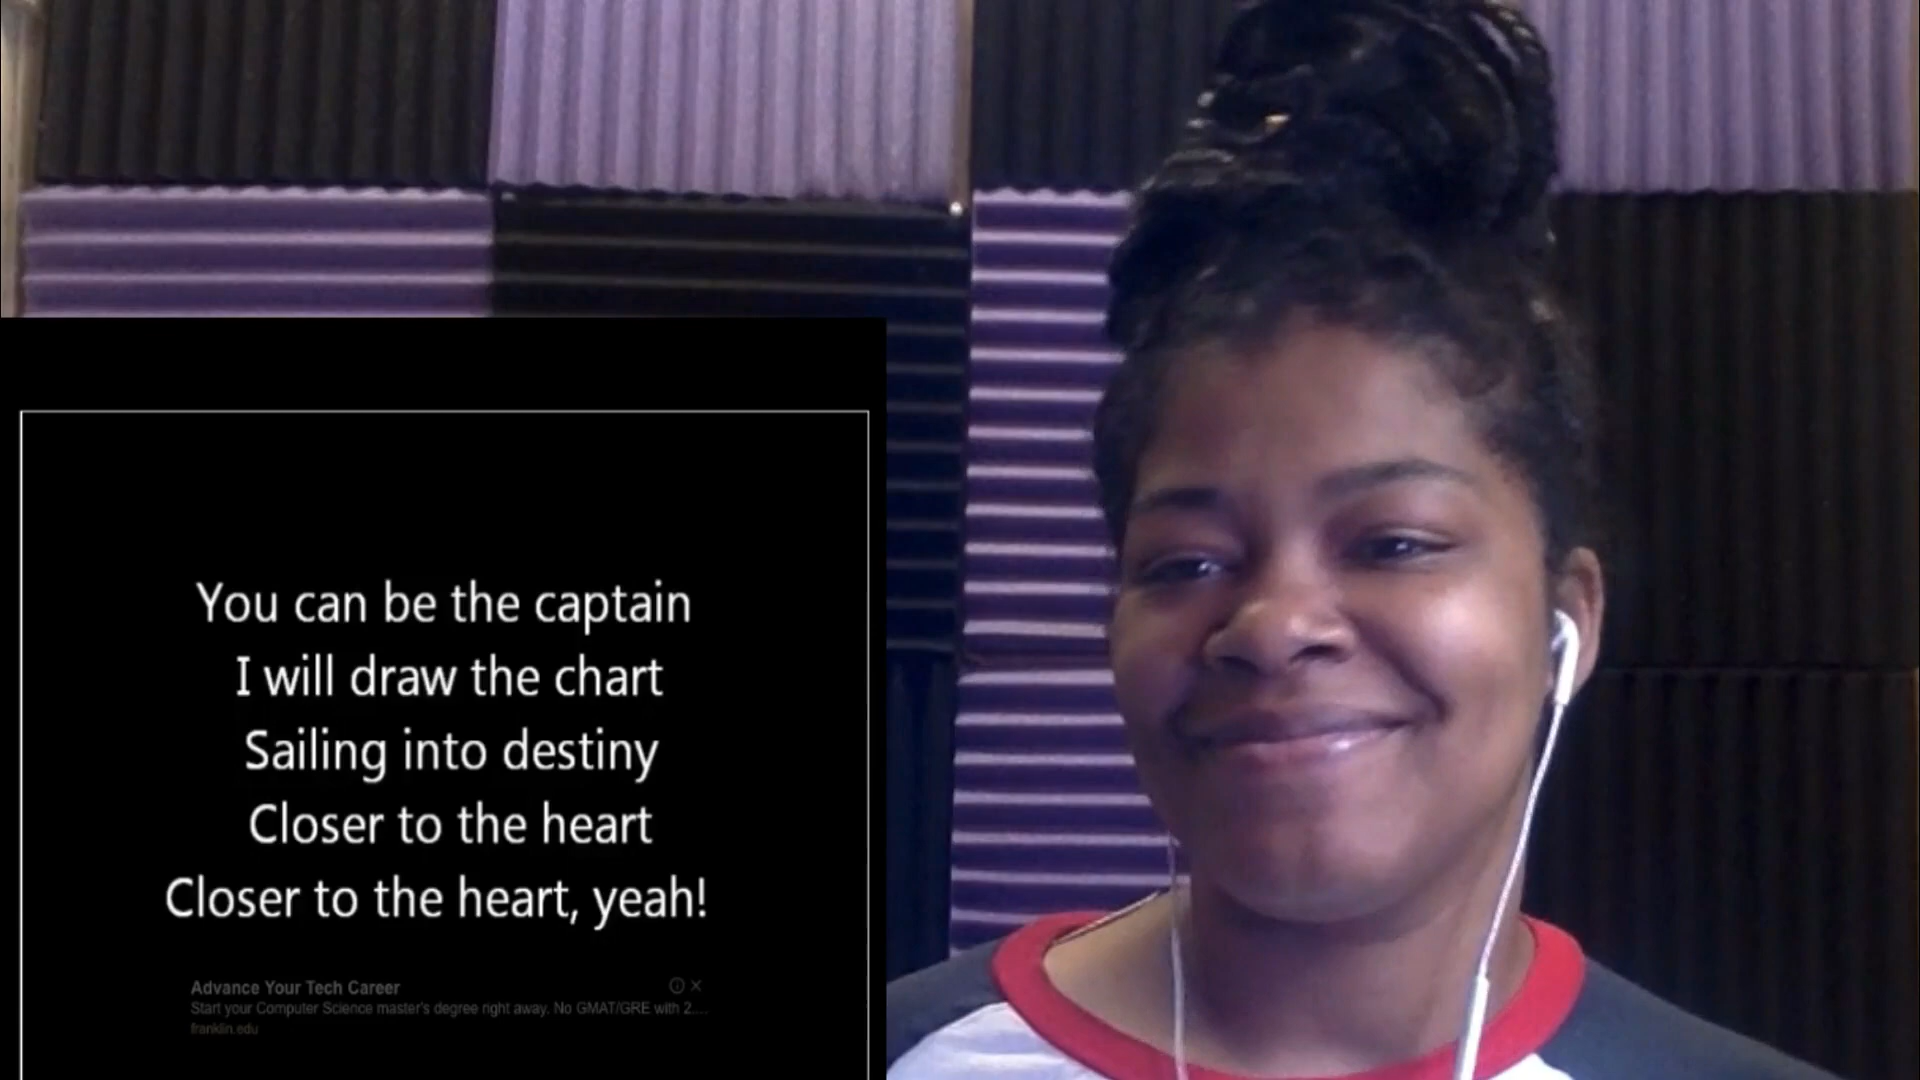 You can be the captain
I will draw the chart
Sailing into destiny
Closer to the heart
Closer to the heart, yeah!
Advance Your Tech Career
Start your Computer Science master's degree right away. No GMAT/GRE with 2....
franklin.edu